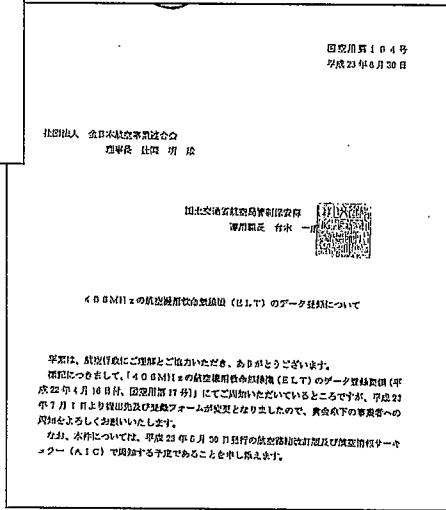 国空用第104号
平成23年6月30日
社団法人 全日本航空事業連合会
理事長
国土交通省航空局管制保安部
運用課長
406MHzの航空機用救命無線機(ELT)のデータ登録について
平素は、航空行政にご理解とご協力いただき、ありがとうございます。
標記につきまして、「406MHzの航空機用救命無線機(ELT)のデータ登録要領(平
成22年4月16日付、国空用第17号)」にてご周知いただいているところですが、平成23
年7月1日より提出先及び登録フォームが変更となりましたので、貴会傘下の事業者への
周知をよろしくお願いいたします。
なお、本件については、平成23年6月30日発行の航空路誌改訂版及び航空情報サーキ
ュラー(AIC)で周知する予定であることを申し添えます。